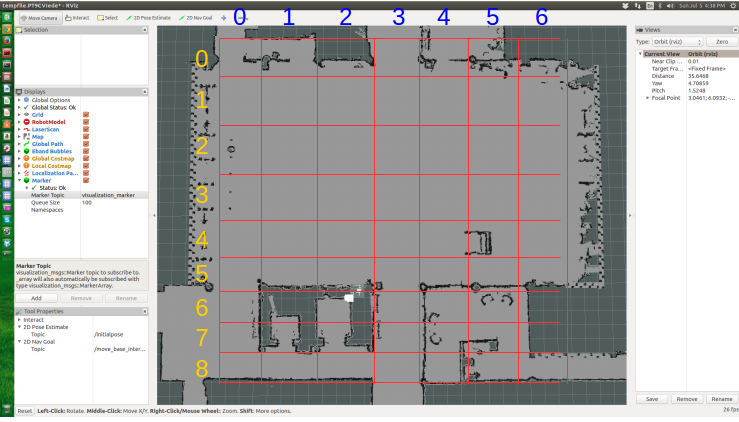 tempfile.PT9CVrede* - RViz
En
Sun Jul 5 4:38 PM
Move Camera
Interact
Select
2D Pose Estimate
2D Nav Goal
0 1 2 3 4 5 6
0
1
2
3
4
5
6
7
8
Selection
Displays
Global Options
Global Status: Ok
Grid
RobotModel
LaserScan
Map
Global Path
Eband Bubbles
Global Costmap
Local Costmap
Localization Pa...
Marker
Status: Ok
Marker Topic visualization_marker
Queue Size 100
Namespaces
Marker Topic
visualization_msgs::Marker topic to subscribe to.
_array will also automatically be subscribed with
type visualization_msgs::MarkerArray.
Add Remove Rename
Tool Properties
Interact
2D Pose Estimate
Topic /initialpose
2D Nav Goal
Topic /move_base_inter...
Views
Type: Orbit (rviz) Zero
Current View Orbit (rviz)
Near Clip ... 0.01
Target Fra... <Fixed Frame>
Distance 35.6468
Yaw 4.70859
Pitch 1.5248
Focal Point 3.0461; 6.0932; -...
Save Remove Rename
Reset Left-Click: Rotate. Middle-Click: Move X/Y. Right-Click/Mouse Wheel: Zoom. Shift: More options.
26 fps